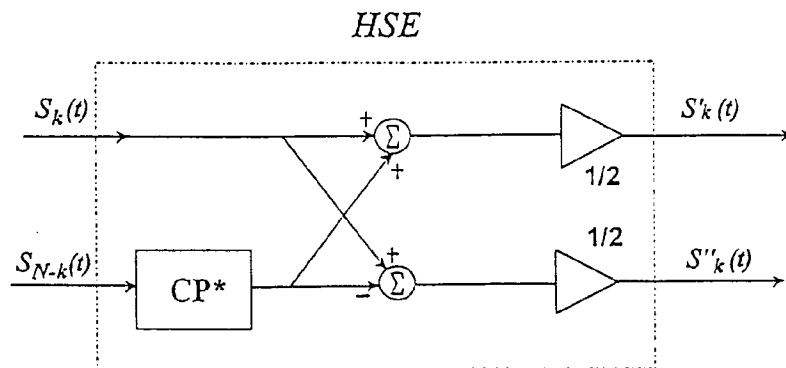 HSE
S_k(t)
+
Σ
+
S'_k(t)
1/2
S_{N-k}(t)
CP*
+
-
Σ
1/2
S''_k(t)